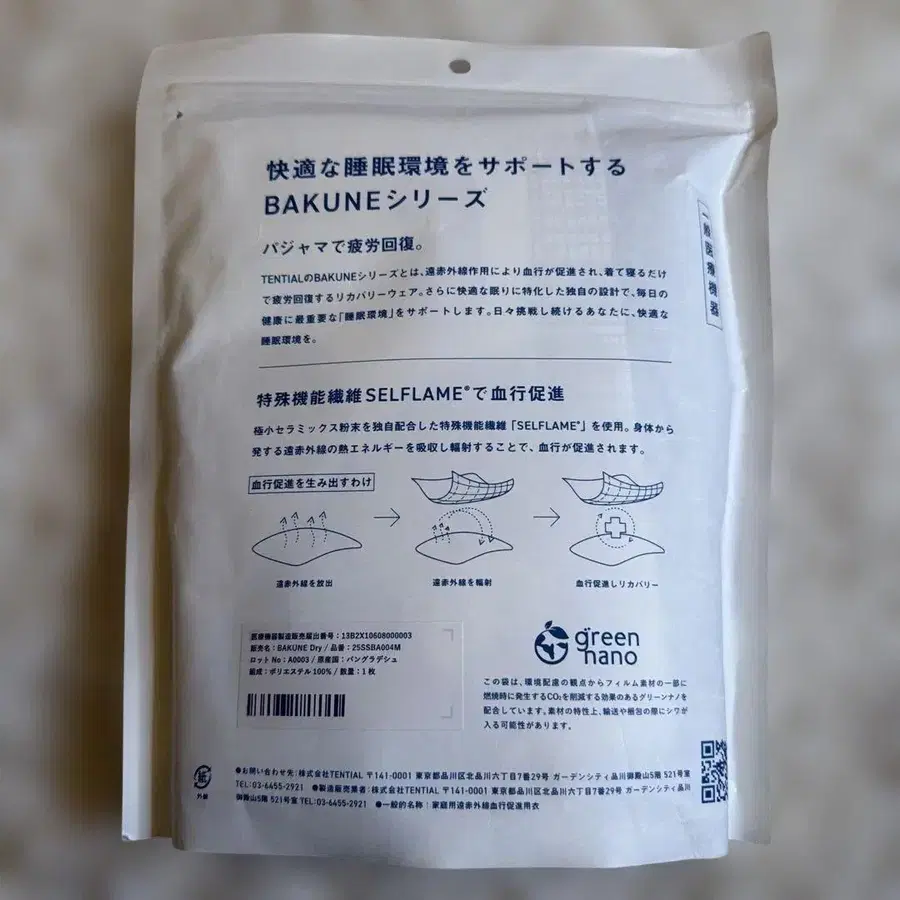 快適な睡眠環境をサポートする
BAKUNEシリーズ
一般医療機器
パジャマで疲労回復。
TENTIALのBAKUNEシリーズとは、遠赤外線作用により血行が促進され、着て寝るだけ
で疲労回復するリカバリーウェア。さらに快適な眠りに特化した独自の設計で、毎日の
健康に最重要な「睡眠環境」をサポートします。日々挑戦し続けるあなたに、快適な
睡眠環境を。
特殊機能繊維SELFLAME®で血行促進
極小セラミックス粉末を独自配合した特殊機能繊維「SELFLAME®」を使用。身体から
発する遠赤外線の熱エネルギーを吸収し輻射することで、血行が促進されます。
血行促進を生み出すわけ
遠赤外線を放出
遠赤外線を輻射
血行促進しリカバリー
医療機器製造販売届出番号：13B2X10608000003
販売名：BAKUNE Dry / 品番：25SSBA004M
ロット No：A0003 / 原産国：バングラデシュ
組成：ポリエステル 100% / 数量：1 枚
green
nano
この袋は、環境配慮の観点からフィルム素材の一部に
燃焼時に発生するCO₂を削減する効果のあるグリーンナノを
配合しています。素材の特性上、輸送や梱包の際にシワが
入る可能性があります。
紙
外装
●お問い合わせ先：株式会社TENTIAL 〒141-0001 東京都品川区北品川六丁目7番29号 ガーデンシティ品川御殿山5階 521号室
TEL:03-6455-2921 ●製造販売業者：株式会社TENTIAL 〒141-0001 東京都品川区北品川六丁目7番29号 ガーデンシティ品川
御殿山5階 521号室 TEL:03-6455-2921 ●一般的名称：家庭用遠赤外線血行促進用衣